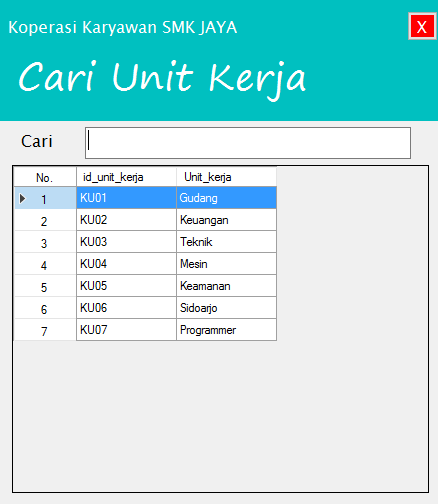 Koperasi Karyawan SMK JAYA X
Cari Unit Kerja
Cari
No. id_unit_kerja Unit_kerja
1 KU01 Gudang
2 KU02 Keuangan
3 KU03 Teknik
4 KU04 Mesin
5 KU05 Keamanan
6 KU06 Sidoarjo
7 KU07 Programmer